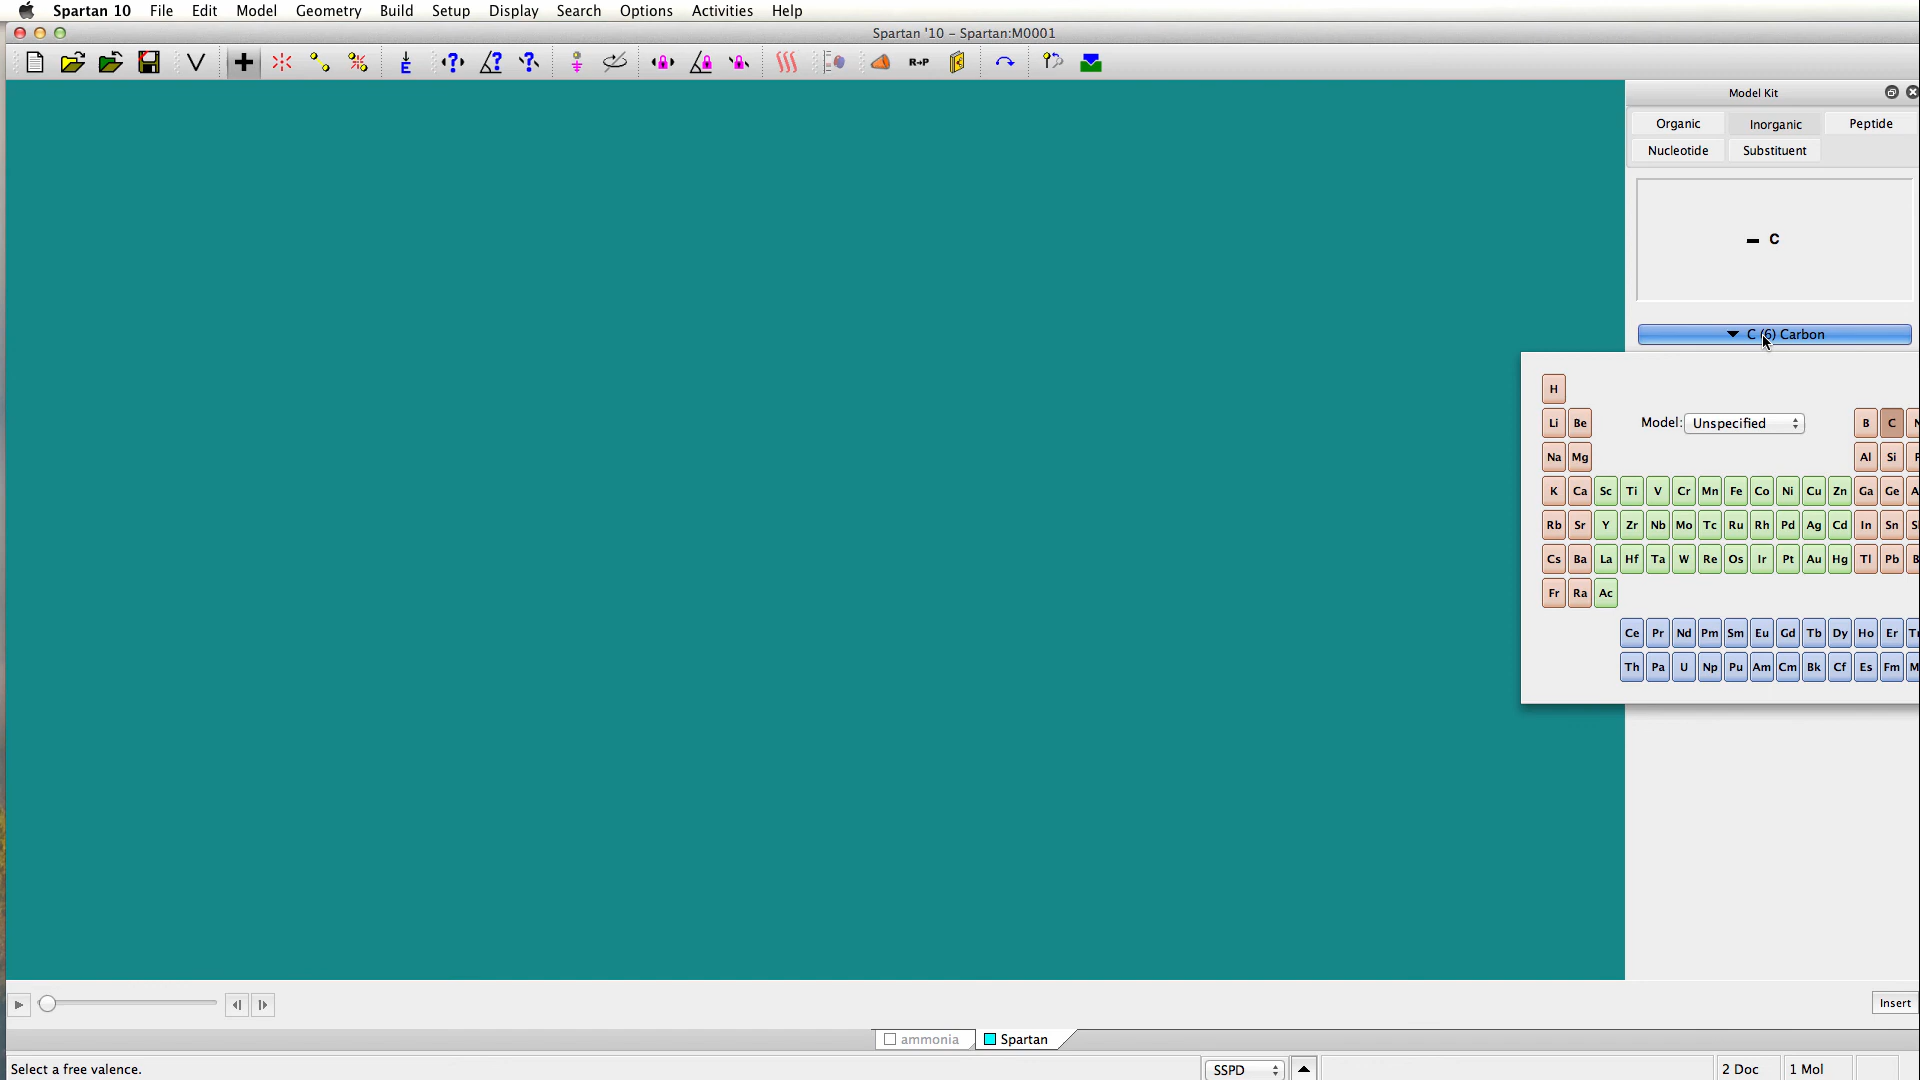 Spartan 10 File Edit Model Geometry Build Setup Display Search Options Activities Help
Spartan '10 – Spartan:M0001
R→P
Model Kit
Organic Inorganic Peptide
Nucleotide Substituent
C
C (6) Carbon
H
Li Be Model: Unspecified B C
Na Mg Al Si
K Ca Sc Ti V Cr Mn Fe Co Ni Cu Zn Ga Ge
Rb Sr Y Zr Nb Mo Tc Ru Rh Pd Ag Cd In Sn
Cs Ba La Hf Ta W Re Os Ir Pt Au Hg Tl Pb
Fr Ra Ac
Ce Pr Nd Pm Sm Eu Gd Tb Dy Ho Er
Th Pa U Np Pu Am Cm Bk Cf Es Fm
Insert
ammonia Spartan
Select a free valence. SSPD 2 Doc 1 Mol